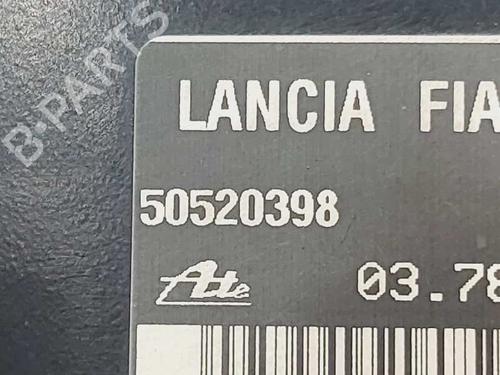 B-PARTS
LANCIA FIA
50520398
Ate 03.78